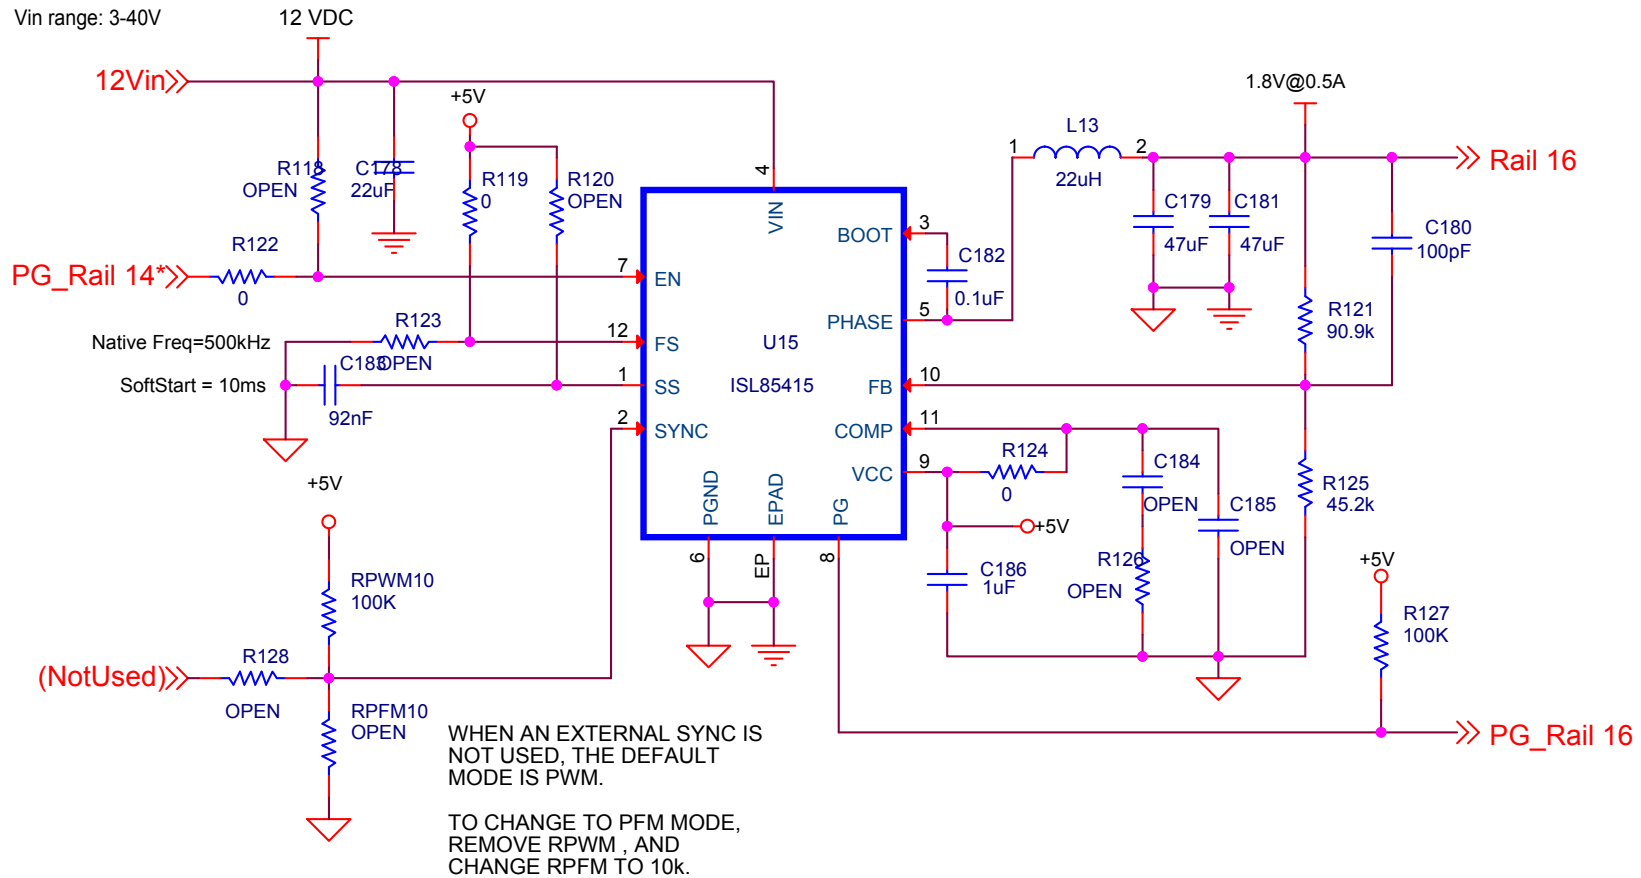 Vin range: 3-40V
12 VDC
12Vin
+5V
1.8V@0.5A
L13
1
2
22uH
Rail 16
R118
OPEN
C178
22uF
R119
0
R120
OPEN
4
VIN
BOOT
3
C182
0.1uF
C179
47uF
C181
47uF
C180
100pF
R122
0
PG_Rail 14*
7
EN
PHASE
5
R121
90.9k
Native Freq=500kHz
R123
OPEN
12
FS
U15
ISL85415
SoftStart = 10ms
C183
92nF
1
SS
FB
10
2
SYNC
COMP
11
VCC
9
R124
0
C184
OPEN
C185
OPEN
R125
45.2k
+5V
PGND
EPAD
PG
6
EP
8
+5V
C186
1uF
R126
OPEN
+5V
R127
100K
RPWM10
100K
(NotUsed)
R128
OPEN
RPFM10
OPEN
PG_Rail 16
WHEN AN EXTERNAL SYNC IS
NOT USED, THE DEFAULT
MODE IS PWM.
TO CHANGE TO PFM MODE,
REMOVE RPWM , AND
CHANGE RPFM TO 10k.